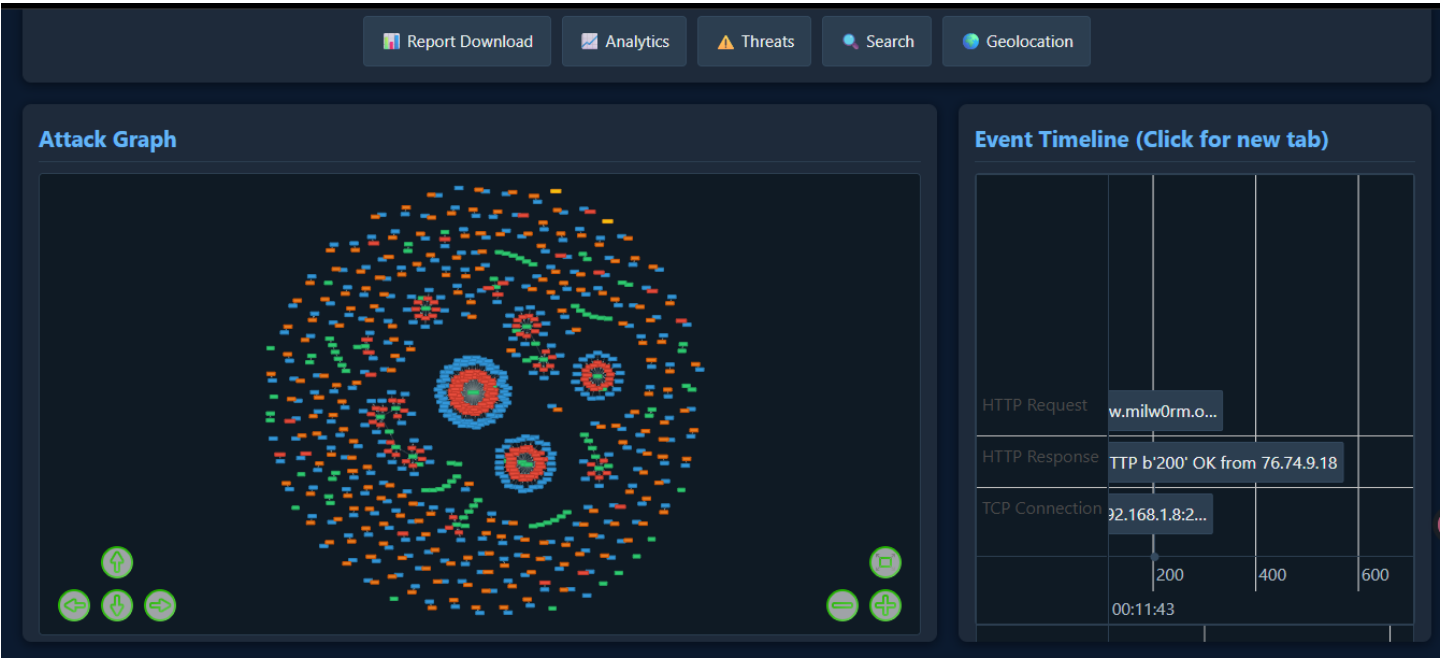 Report Download
Analytics
Threats
Search
Geolocation
Attack Graph
Event Timeline (Click for new tab)
HTTP Request
w.milw0rm.o...
HTTP Response
TTP b'200' OK from 76.74.9.18
TCP Connection
92.168.1.8:2...
200
400
600
00:11:43